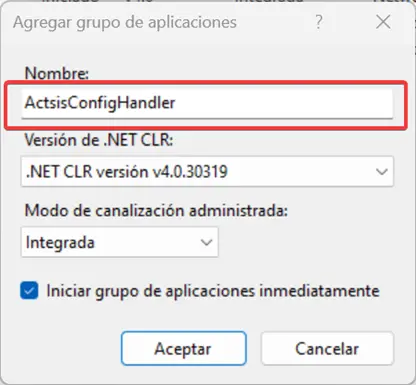 Agregar grupo de aplicaciones
Nombre:
ActsisConfigHandler
Versión de .NET CLR:
.NET CLR versión v4.0.30319
Modo de canalización administrada:
Integrada
Iniciar grupo de aplicaciones inmediatamente
Aceptar Cancelar